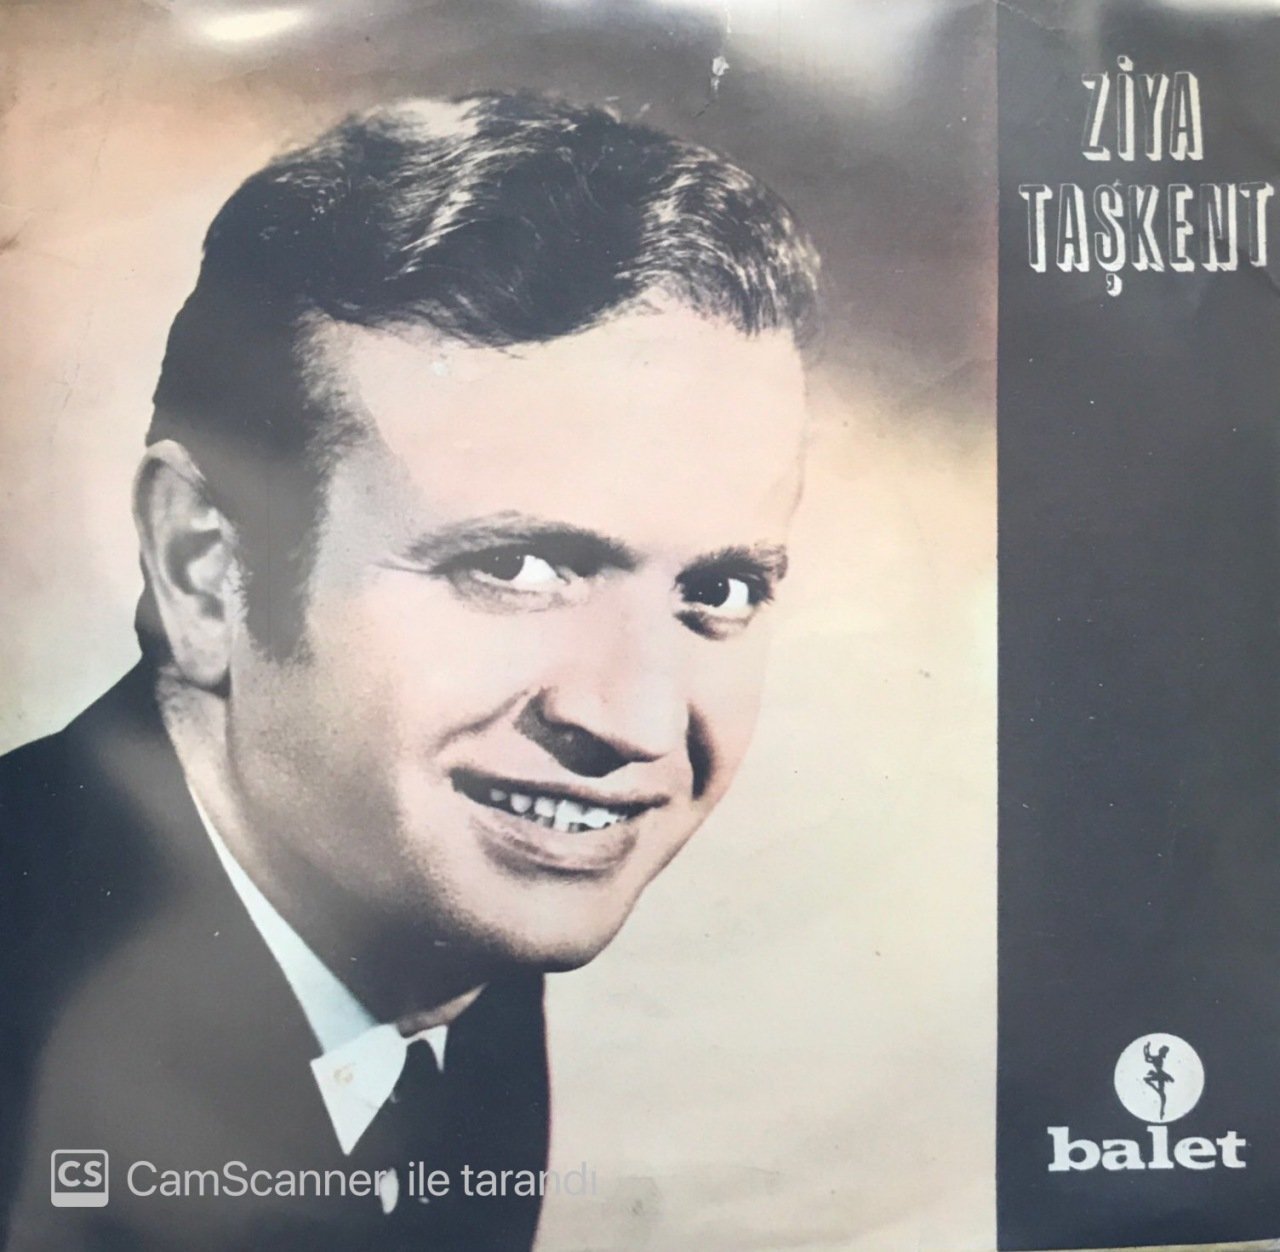 ZİYA
TAŞKENT
balet
CS CamScanner ile tarandı